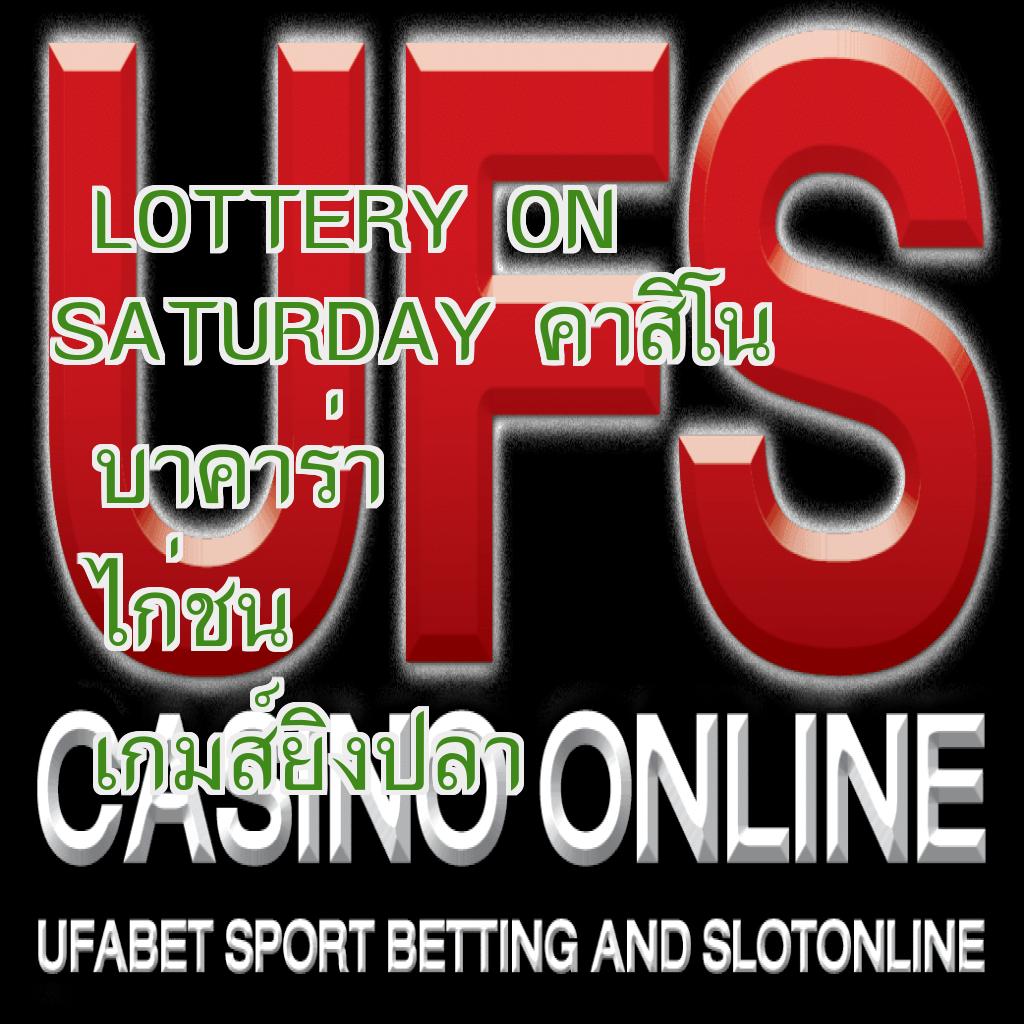 UFS
LOTTERY ON
SATURDAY คาสิโน
บาคาร่า
ไก่ชน
เกมส์ยิงปลา
CASINO ONLINE
UFABET SPORT BETTING AND SLOTONLINE